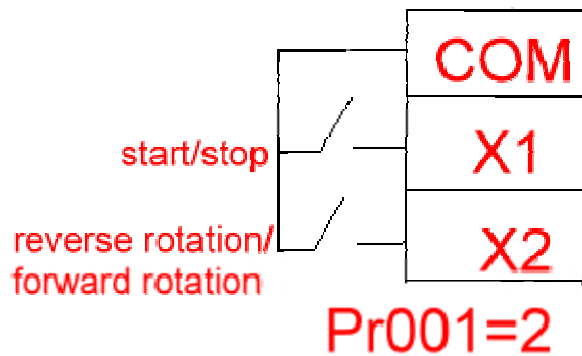 COM
start/stop
X1
reverse rotation/
forward rotation
X2
Pr001=2